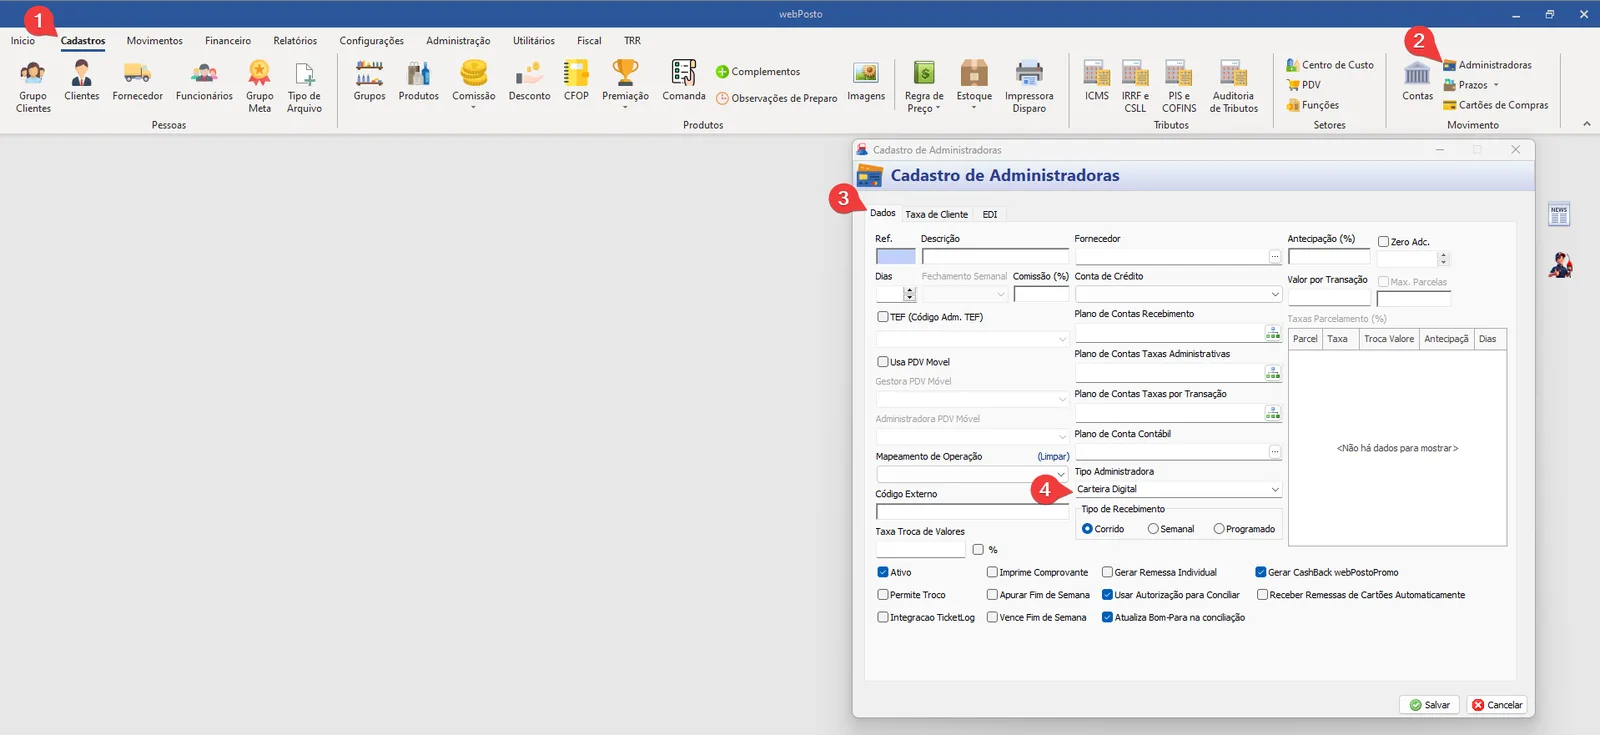 webPosto
1
2
Inicio Cadastros Movimentos Financeiro Relatórios Configurações Administração Utilitários Fiscal TRR
Grupo Clientes
Clientes
Fornecedor
Funcionários
Grupo Meta
Tipo de Arquivo
Pessoas
Grupos
Produtos
Comissão
Desconto
CFOP
Premiação
Comanda
Complementos
Observações de Preparo
Imagens
Produtos
Regra de Preço
Estoque
Impressora Disparo
ICMS
IRRF e CSLL
PIS e COFINS
Auditoria de Tributos
Tributos
Centro de Custo
PDV
Funções
Setores
Contas
Administradoras
Prazos
Cartões de Compras
Movimento
NEWS
Cadastro de Administradoras
Cadastro de Administradoras
3
Dados Taxa de Cliente EDI
Ref. Descrição Fornecedor Antecipação (%) Zero Adc.
Dias Fechamento Semanal Comissão (%) Conta de Crédito Valor por Transação Max. Parcelas
TEF (Código Adm. TEF) Plano de Contas Recebimento Taxas Parcelamento (%)
Parcel Taxa Troca Valore Antecipaçã Dias
Plano de Contas Taxas Administrativas
Usa PDV Movel
Gestora PDV Móvel
Plano de Contas Taxas por Transação
Administradora PDV Móvel
Plano de Conta Contábil
<Não há dados para mostrar>
Mapeamento de Operação (Limpar)
Tipo Administradora
4
Carteira Digital
Código Externo
Tipo de Recebimento
Corrido Semanal Programado
Taxa Troca de Valores
%
Ativo Imprime Comprovante Gerar Remessa Individual Gerar CashBack webPostoPromo
Permite Troco Apurar Fim de Semana Usar Autorização para Conciliar Receber Remessas de Cartões Automaticamente
Integracao TicketLog Vence Fim de Semana Atualiza Bom-Para na conciliação
Salvar Cancelar